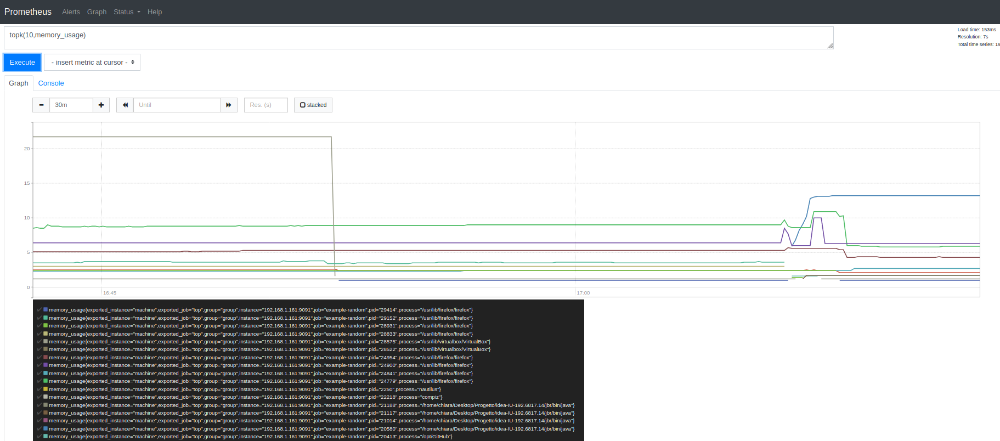 Prometheus Alerts Graph Status Help
topk(10,memory_usage)
Load time: 153ms
Resolution: 7s
Total time series: 19
Execute - insert metric at cursor -
Graph Console
30m Until Res. (s) stacked
20
15
10
5
0
16:45 17:00
memory_usage{exported_instance="machine",exported_job="top",group="group",instance="192.168.1.161:9091",job="example-random",pid="29414",process="/usr/lib/firefox/firefox"}
memory_usage{exported_instance="machine",exported_job="top",group="group",instance="192.168.1.161:9091",job="example-random",pid="29152",process="/usr/lib/firefox/firefox"}
memory_usage{exported_instance="machine",exported_job="top",group="group",instance="192.168.1.161:9091",job="example-random",pid="28931",process="/usr/lib/firefox/firefox"}
memory_usage{exported_instance="machine",exported_job="top",group="group",instance="192.168.1.161:9091",job="example-random",pid="28833",process="/usr/lib/firefox/firefox"}
memory_usage{exported_instance="machine",exported_job="top",group="group",instance="192.168.1.161:9091",job="example-random",pid="28575",process="/usr/lib/virtualbox/VirtualBox"}
memory_usage{exported_instance="machine",exported_job="top",group="group",instance="192.168.1.161:9091",job="example-random",pid="28522",process="/usr/lib/virtualbox/VirtualBox"}
memory_usage{exported_instance="machine",exported_job="top",group="group",instance="192.168.1.161:9091",job="example-random",pid="24954",process="/usr/lib/firefox/firefox"}
memory_usage{exported_instance="machine",exported_job="top",group="group",instance="192.168.1.161:9091",job="example-random",pid="24900",process="/usr/lib/firefox/firefox"}
memory_usage{exported_instance="machine",exported_job="top",group="group",instance="192.168.1.161:9091",job="example-random",pid="24841",process="/usr/lib/firefox/firefox"}
memory_usage{exported_instance="machine",exported_job="top",group="group",instance="192.168.1.161:9091",job="example-random",pid="24779",process="/usr/lib/firefox/firefox"}
memory_usage{exported_instance="machine",exported_job="top",group="group",instance="192.168.1.161:9091",job="example-random",pid="2250",process="nautilus"}
memory_usage{exported_instance="machine",exported_job="top",group="group",instance="192.168.1.161:9091",job="example-random",pid="22218",process="compiz"}
memory_usage{exported_instance="machine",exported_job="top",group="group",instance="192.168.1.161:9091",job="example-random",pid="21188",process="/home/chiara/Desktop/Progetto/idea-IU-192.6817.14/jbr/bin/java"}
memory_usage{exported_instance="machine",exported_job="top",group="group",instance="192.168.1.161:9091",job="example-random",pid="21117",process="/home/chiara/Desktop/Progetto/idea-IU-192.6817.14/jbr/bin/java"}
memory_usage{exported_instance="machine",exported_job="top",group="group",instance="192.168.1.161:9091",job="example-random",pid="21014",process="/home/chiara/Desktop/Progetto/idea-IU-192.6817.14/jbr/bin/java"}
memory_usage{exported_instance="machine",exported_job="top",group="group",instance="192.168.1.161:9091",job="example-random",pid="20580",process="/home/chiara/Desktop/Progetto/idea-IU-192.6817.14/jbr/bin/java"}
memory_usage{exported_instance="machine",exported_job="top",group="group",instance="192.168.1.161:9091",job="example-random",pid="20413",process="/opt/GitHub"}